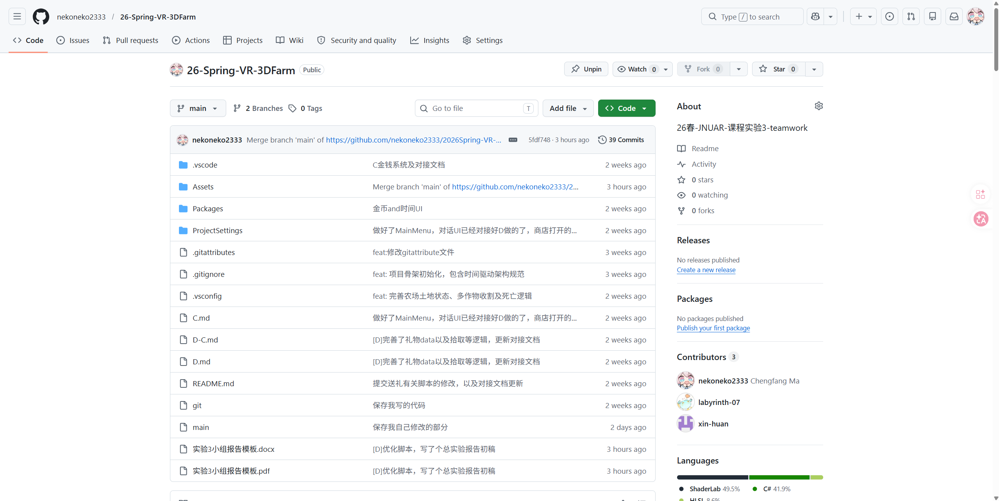 nekoneko2333 / 26-Spring-VR-3DFarm
Type / to search
Code Issues Pull requests Actions Projects Wiki Security and quality Insights Settings
26-Spring-VR-3DFarm Public
Unpin Watch 0 Fork 0 Star 0
main 2 Branches 0 Tags
Go to file T Add file Code
nekoneko2333 Merge branch 'main' of https://github.com/nekoneko2333/2026Spring-VR-... 5fdf748 · 3 hours ago 39 Commits
.vscode C金钱系统及对接文档 2 weeks ago
Assets Merge branch 'main' of https://github.com/nekoneko2333/2... 3 hours ago
Packages 金币and时间UI 2 weeks ago
ProjectSettings 做好了MainMenu，对话UI已经对接好D做的了，商店打开的... 2 weeks ago
.gitattributes feat:修改gitattribute文件 3 weeks ago
.gitignore feat: 项目骨架初始化，包含时间驱动架构规范 3 weeks ago
.vsconfig feat: 完善农场土地状态、多作物收割及死亡逻辑 2 weeks ago
C.md 做好了MainMenu，对话UI已经对接好D做的了，商店打开的... 2 weeks ago
D-C.md [D]完善了礼物data以及拾取等逻辑，更新对接文档 2 weeks ago
D.md [D]完善了礼物data以及拾取等逻辑，更新对接文档 2 weeks ago
README.md 提交送礼有关脚本的修改，以及对接文档更新 2 weeks ago
git 保存我写的代码 2 weeks ago
main 保存我自己修改的部分 2 days ago
实验3小组报告模板.docx [D]优化脚本，写了个总实验报告初稿 3 hours ago
实验3小组报告模板.pdf [D]优化脚本，写了个总实验报告初稿 3 hours ago
About
26春-JNUAR-课程实验3-teamwork
Readme
Activity
0 stars
0 watching
0 forks
Releases
No releases published
Create a new release
Packages
No packages published
Publish your first package
Contributors 3
nekoneko2333 Chengfang Ma
labyrinth-07
xin-huan
Languages
ShaderLab 49.5% C# 41.9%
HLSL 8.6%